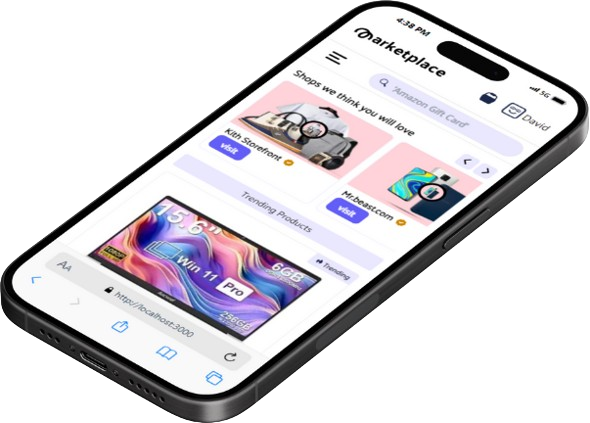 4:38 PM
5G
Marketplace
'Amazon Gift Card'
David
Shops we think you will love
Kith Storefront
visit
Mr.beast.com
visit
Trending Products
Trending
15.6"
Win 11 Pro
6GB
256GB
AA
http://localhost:3000